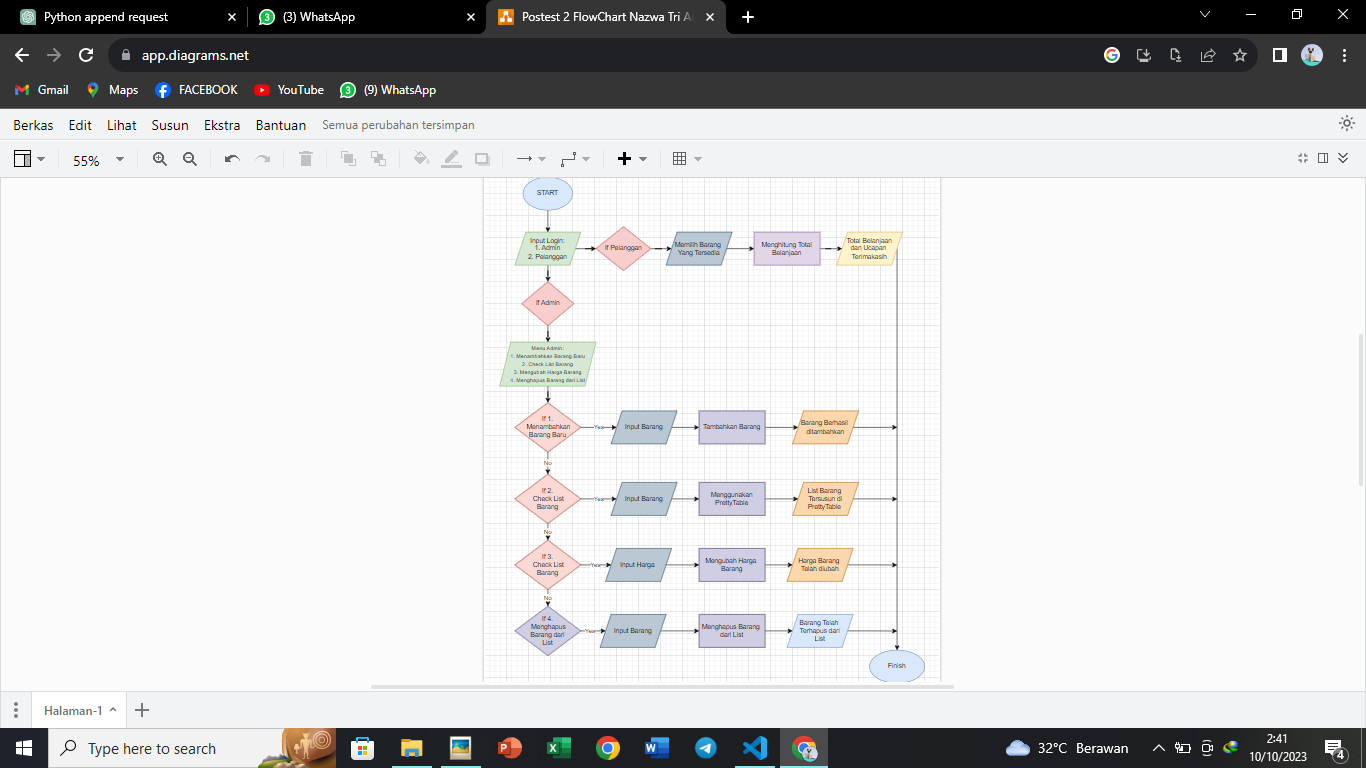 Python append request
(3) WhatsApp
Postest 2 FlowChart Nazwa Tri A
app.diagrams.net
Gmail
Maps
FACEBOOK
YouTube
(9) WhatsApp
Berkas
Edit
Lihat
Susun
Ekstra
Bantuan
Semua perubahan tersimpan
55%
START
Input Login:
1. Admin
2. Pelanggan
If Pelanggan
Memilih Barang
Yang Tersedia
Menghitung Total
Belanjaan
Total Belanjaan
dan Ucapan
Terimakasih
If Admin
Menu Admin:
1. Menambahkan Barang Baru
2. Check List Barang
3. Mengubah Harga Barang
4. Menghapus Barang dari List
If 1.
Menambahkan
Barang Baru
Yes
Input Barang
Tambahkan Barang
Barang Berhasil
ditambahkan
No
If 2.
Check List
Barang
Yes
Input Barang
Menggunakan
PrettyTable
List Barang
Tersusun di
PrettyTable
No
If 3.
Check List
Barang
Yes
Input Harga
Mengubah Harga
Barang
Harga Barang
Telah diubah
No
If 4.
Menghapus
Barang dari
List
Yes
Input Barang
Menghapus Barang
dari List
Barang Telah
Terhapus dari
List
Finish
Halaman-1
Type here to search
32°C Berawan
2:41
10/10/2023
4